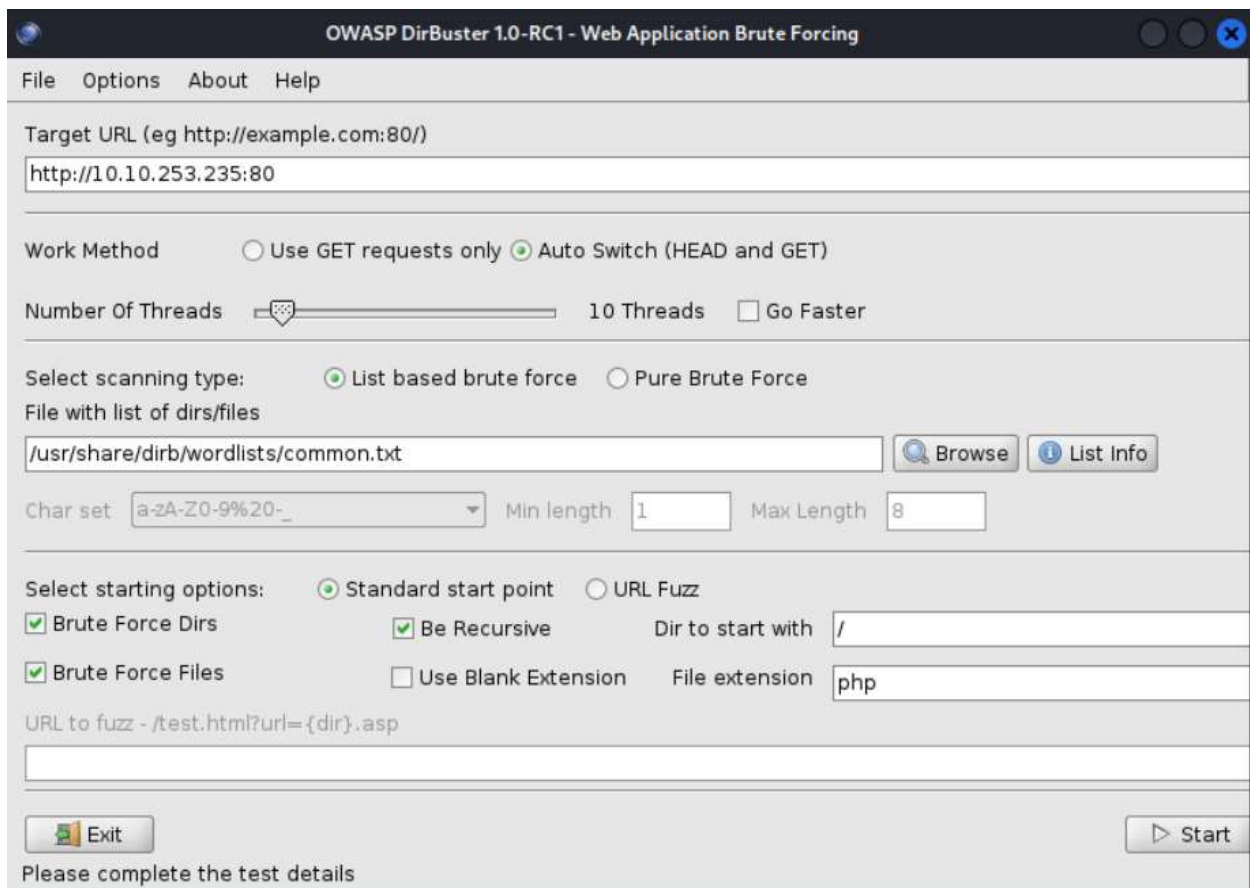 OWASP DirBuster 1.0-RC1 - Web Application Brute Forcing
File Options About Help
Target URL (eg http://example.com:80/)
http://10.10.253.235:80
Work Method Use GET requests only Auto Switch (HEAD and GET)
Number Of Threads 10 Threads Go Faster
Select scanning type: List based brute force Pure Brute Force
File with list of dirs/files
/usr/share/dirb/wordlists/common.txt Browse List Info
Char set a-zA-Z0-9%20-_ Min length 1 Max Length 8
Select starting options: Standard start point URL Fuzz
Brute Force Dirs Be Recursive Dir to start with /
Brute Force Files Use Blank Extension File extension php
URL to fuzz - /test.html?url={dir}.asp
Exit Start
Please complete the test details